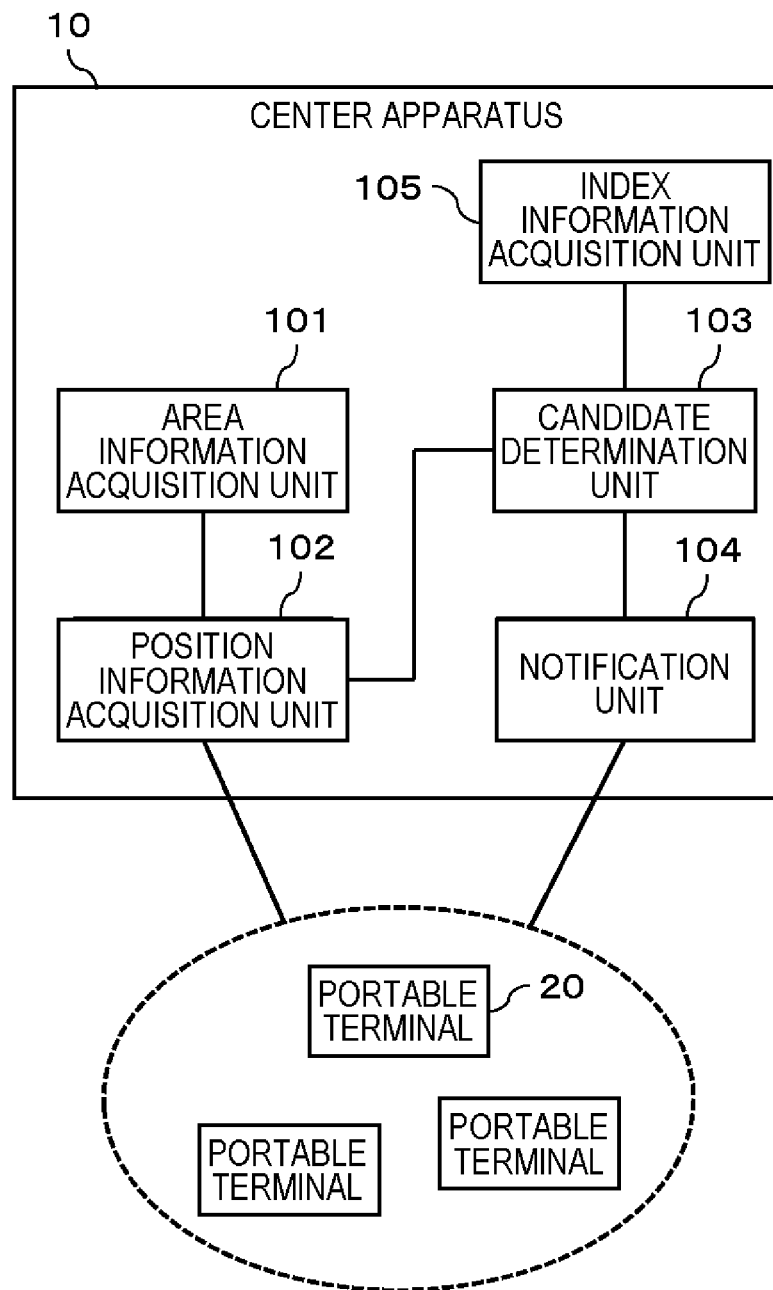 10
CENTER APPARATUS
105
INDEX
INFORMATION
ACQUISITION UNIT
101
103
AREA
INFORMATION
ACQUISITION UNIT
CANDIDATE
DETERMINATION
UNIT
102
104
POSITION
INFORMATION
ACQUISITION UNIT
NOTIFICATION
UNIT
PORTABLE
TERMINAL
20
PORTABLE
TERMINAL
PORTABLE
TERMINAL